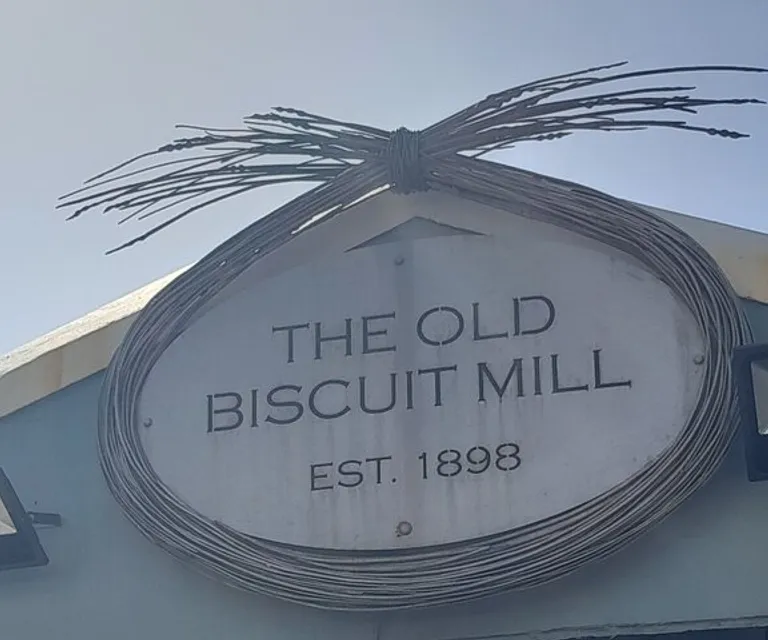 THE OLD
BISCUIT MILL
EST. 1898